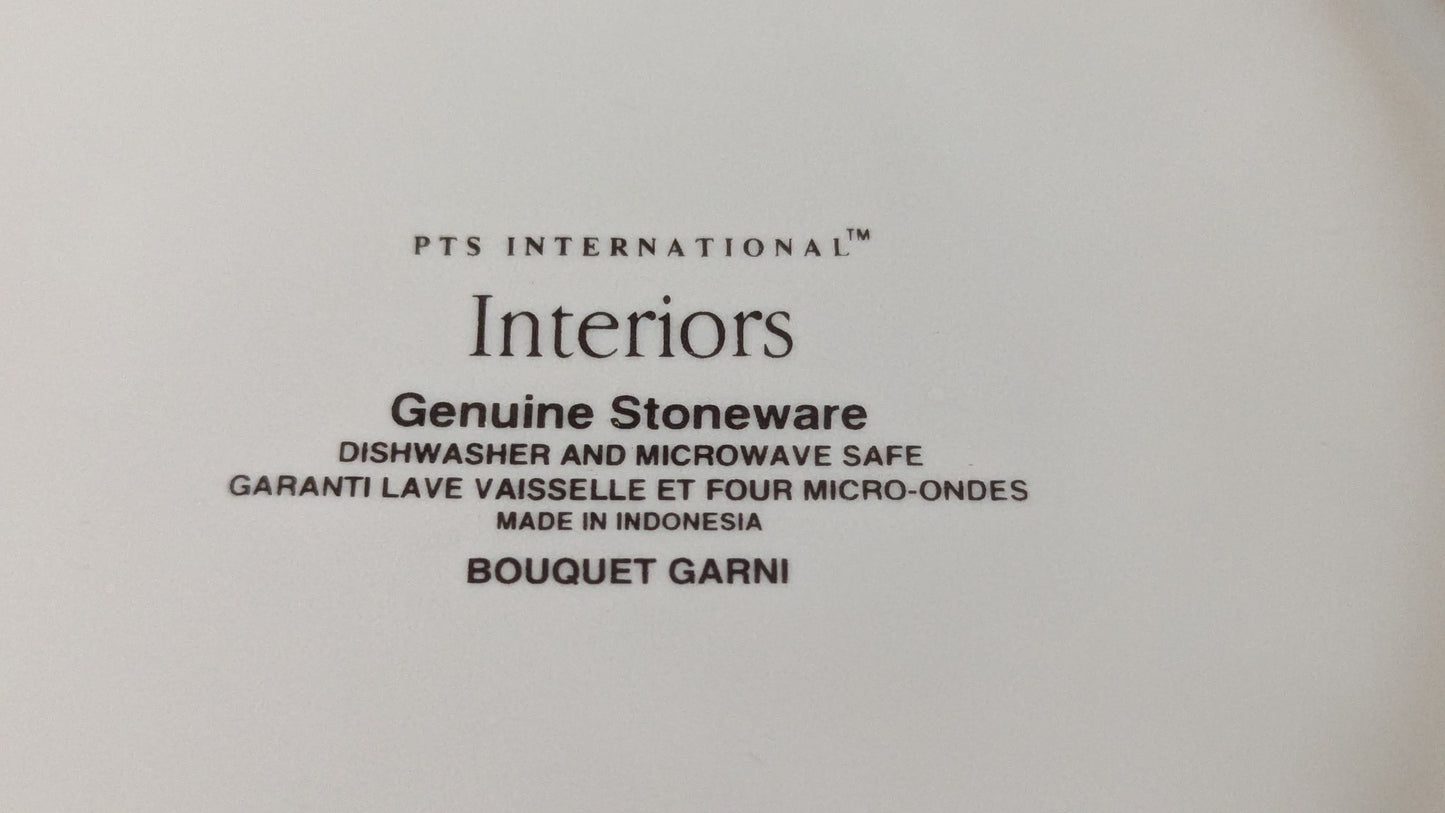 PTS INTERNATIONAL™
Interiors
Genuine Stoneware
DISHWASHER AND MICROWAVE SAFE
GARANTI LAVE VAISSELLE ET FOUR MICRO-ONDES
MADE IN INDONESIA
BOUQUET GARNI